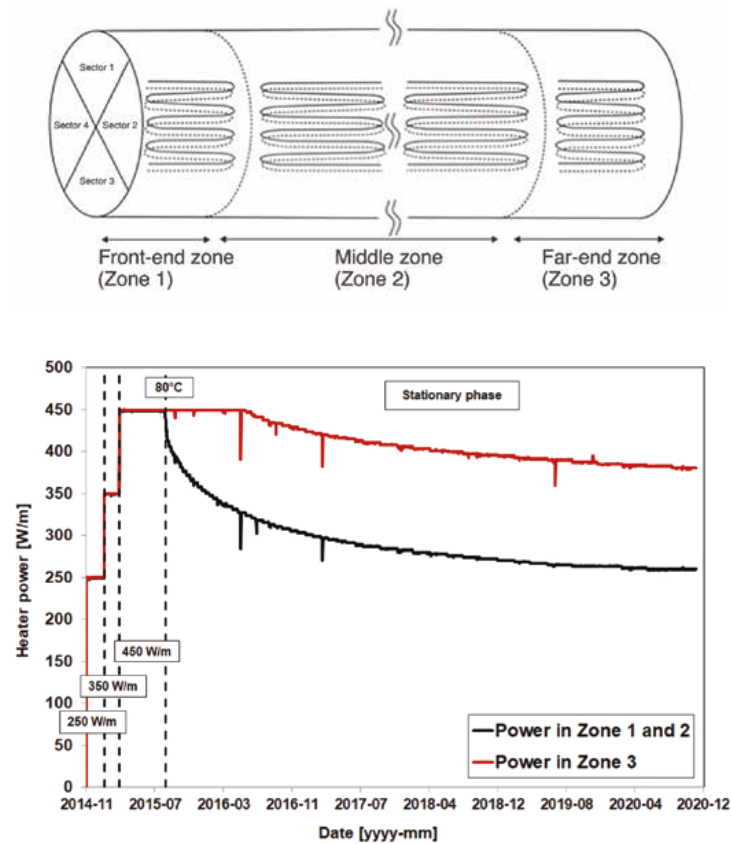 Sector 1
Sector 4
Sector 2
Sector 3
Front-end zone
(Zone 1)
Middle zone
(Zone 2)
Far-end zone
(Zone 3)
500
450
400
350
300
250
200
150
100
50
0
Heater power [W/m]
80°C
Stationary phase
450 W/m
350 W/m
250 W/m
Power in Zone 1 and 2
Power in Zone 3
2014-11
2015-07
2016-03
2016-11
2017-07
2018-04
2018-12
2019-08
2020-04
2020-12
Date [yyyy-mm]